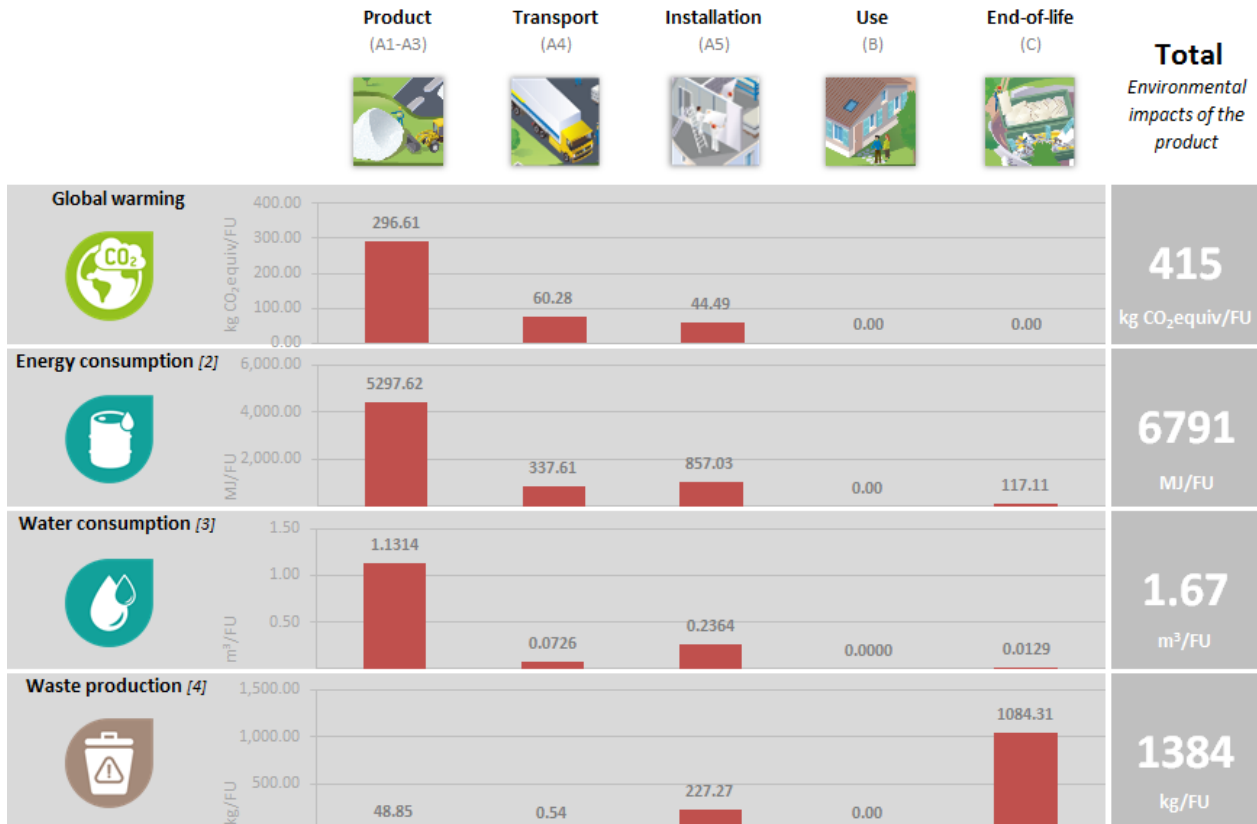 Product
(A1-A3)
Transport
(A4)
Installation
(A5)
Use
(B)
End-of-life
(C)
Total
Environmental
impacts of the
product
Global warming
CO₂
kg CO₂equiv/FU
400.00
300.00
200.00
100.00
0.00
296.61
60.28
44.49
0.00
0.00
415
kg CO₂equiv/FU
Energy consumption [2]
MJ/FU
6,000.00
4,000.00
2,000.00
5297.62
337.61
857.03
0.00
117.11
6791
MJ/FU
Water consumption [3]
m³/FU
1.50
1.00
0.50
1.1314
0.0726
0.2364
0.0000
0.0129
1.67
m³/FU
Waste production [4]
kg/FU
1,500.00
1,000.00
500.00
48.85
0.54
227.27
0.00
1084.31
1384
kg/FU